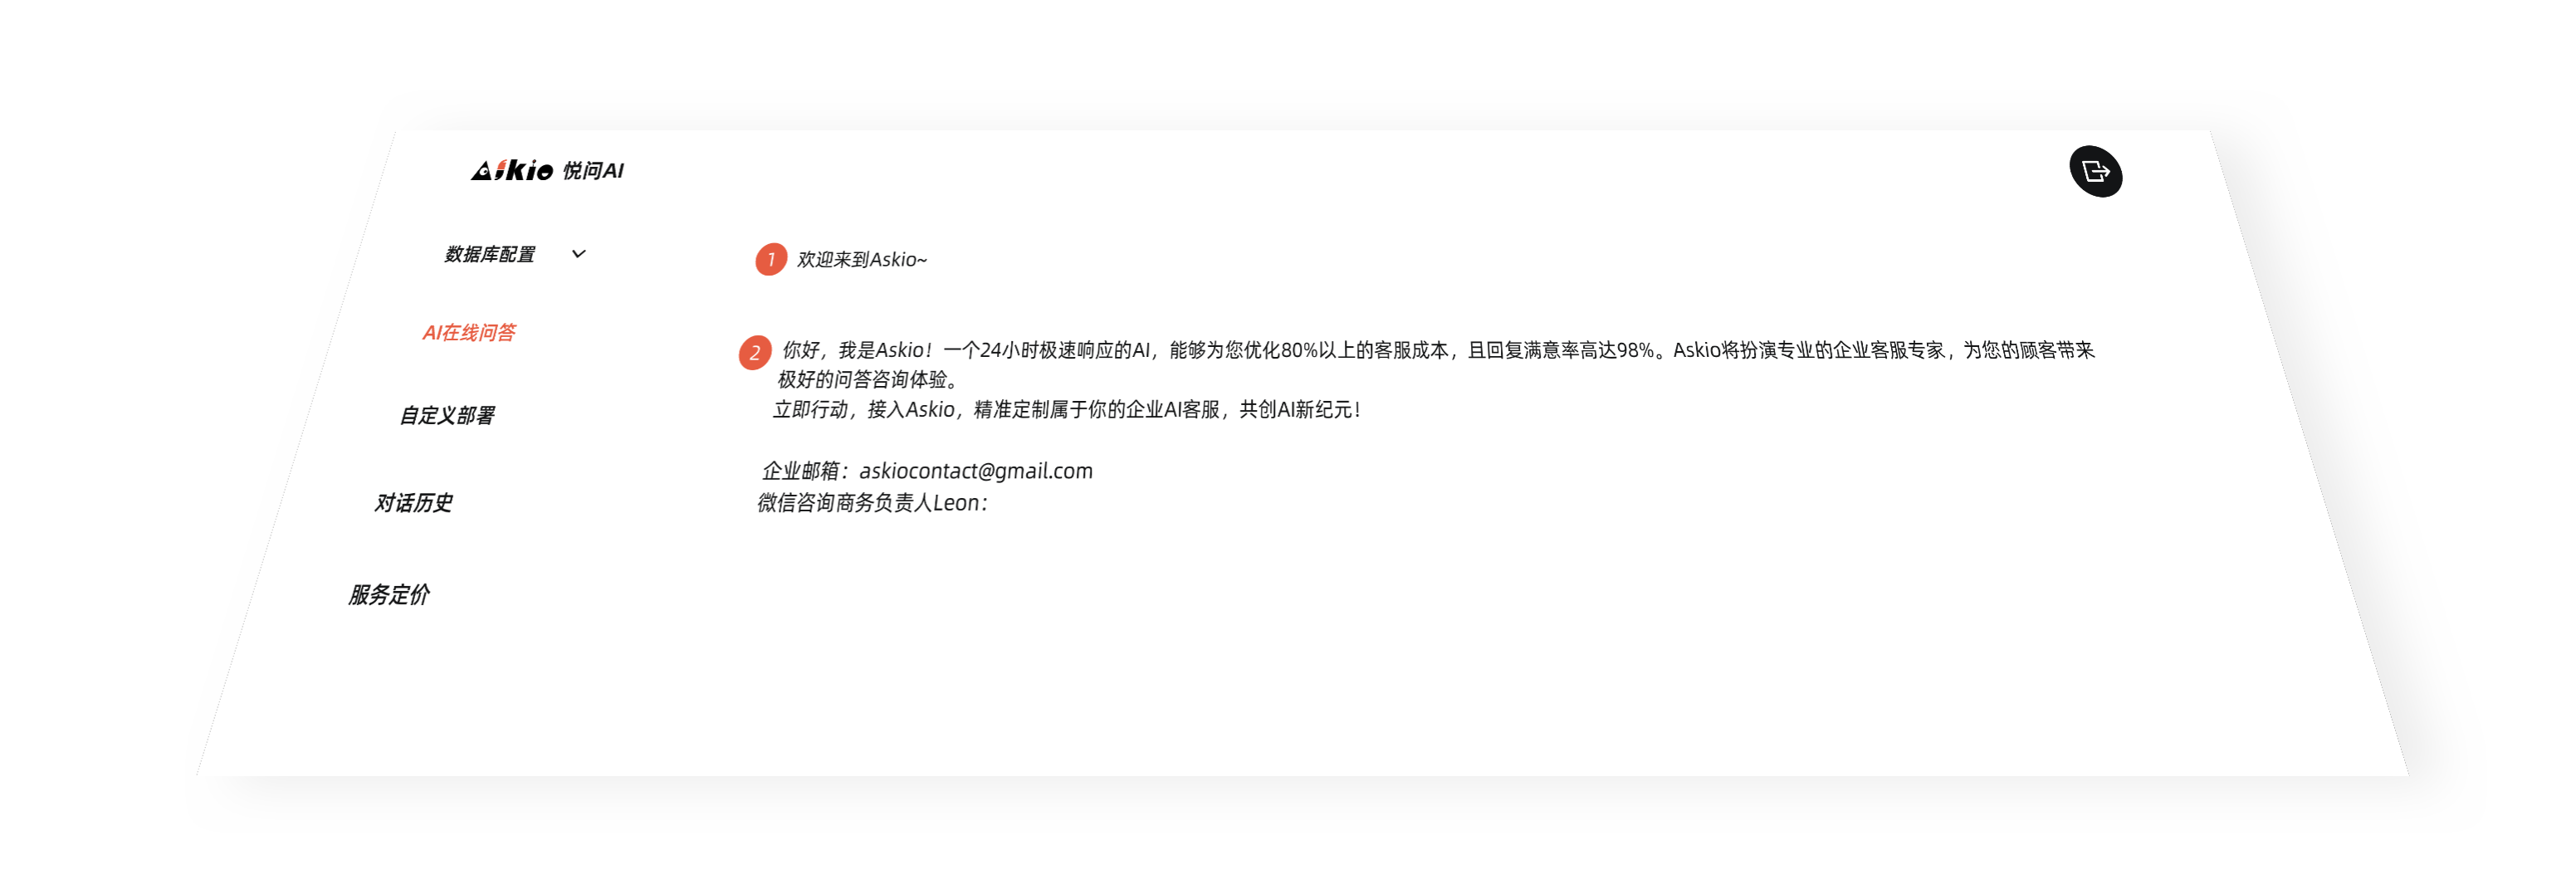 Askio 悦问AI
数据库配置
AI在线问答
自定义部署
对话历史
服务定价
1 欢迎来到Askio~
2 你好，我是Askio！一个24小时极速响应的AI，能够为您优化80%以上的客服成本，且回复满意率高达98%。Askio将扮演专业的企业客服专家，为您的顾客带来
极好的问答咨询体验。
立即行动，接入Askio，精准定制属于你的企业AI客服，共创AI新纪元！
企业邮箱：askiocontact@gmail.com
微信咨询商务负责人Leon：